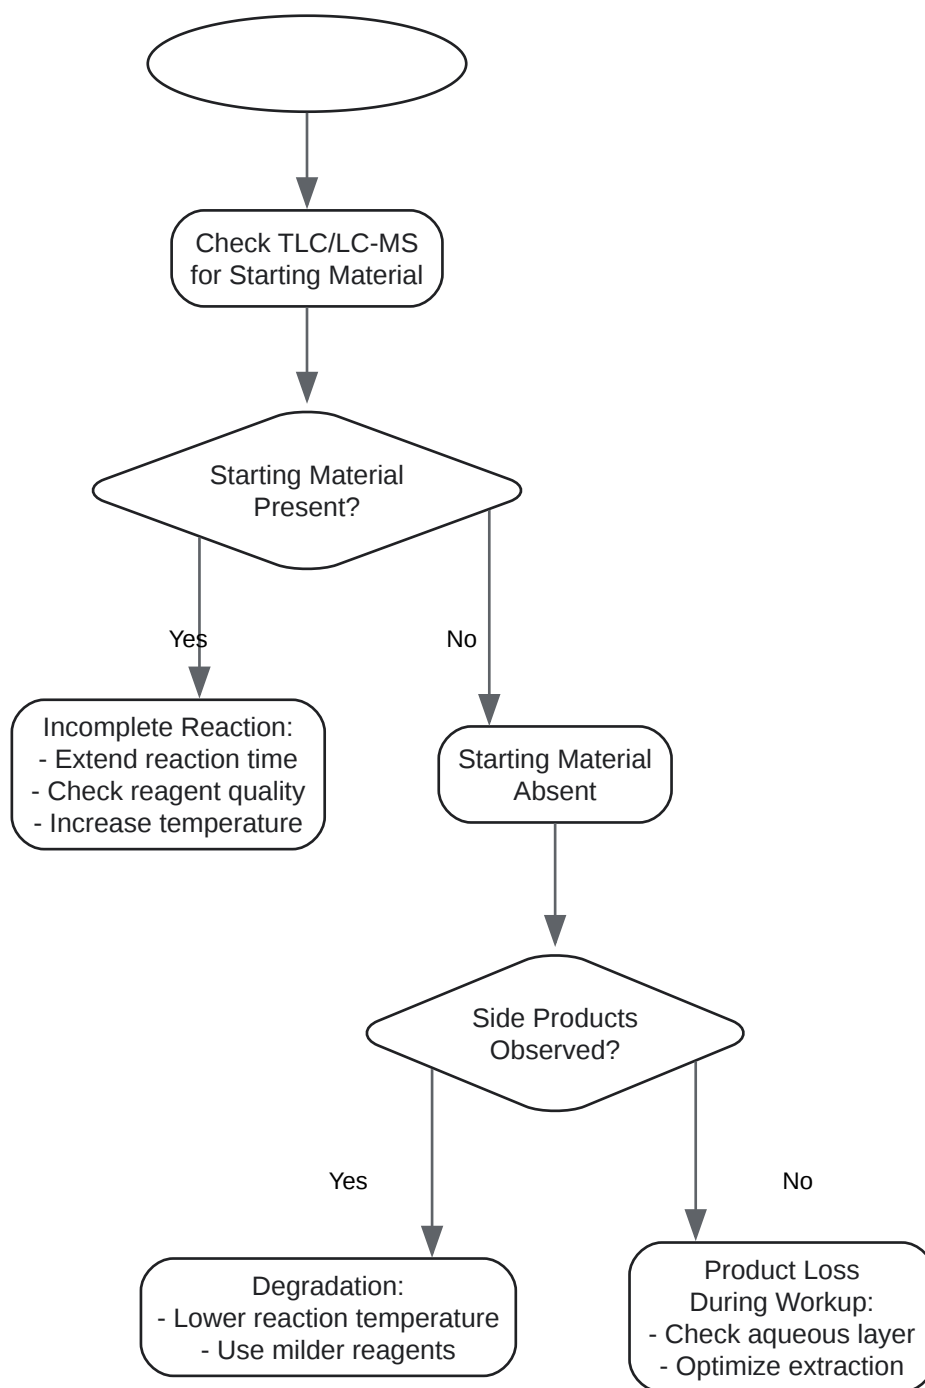 Check TLC/LC-MS
for Starting Material
Starting Material
Present?
Yes
No
Incomplete Reaction:
- Extend reaction time
- Check reagent quality
- Increase temperature
Starting Material
Absent
Side Products
Observed?
Yes
No
Degradation:
- Lower reaction temperature
- Use milder reagents
Product Loss
During Workup:
- Check aqueous layer
- Optimize extraction